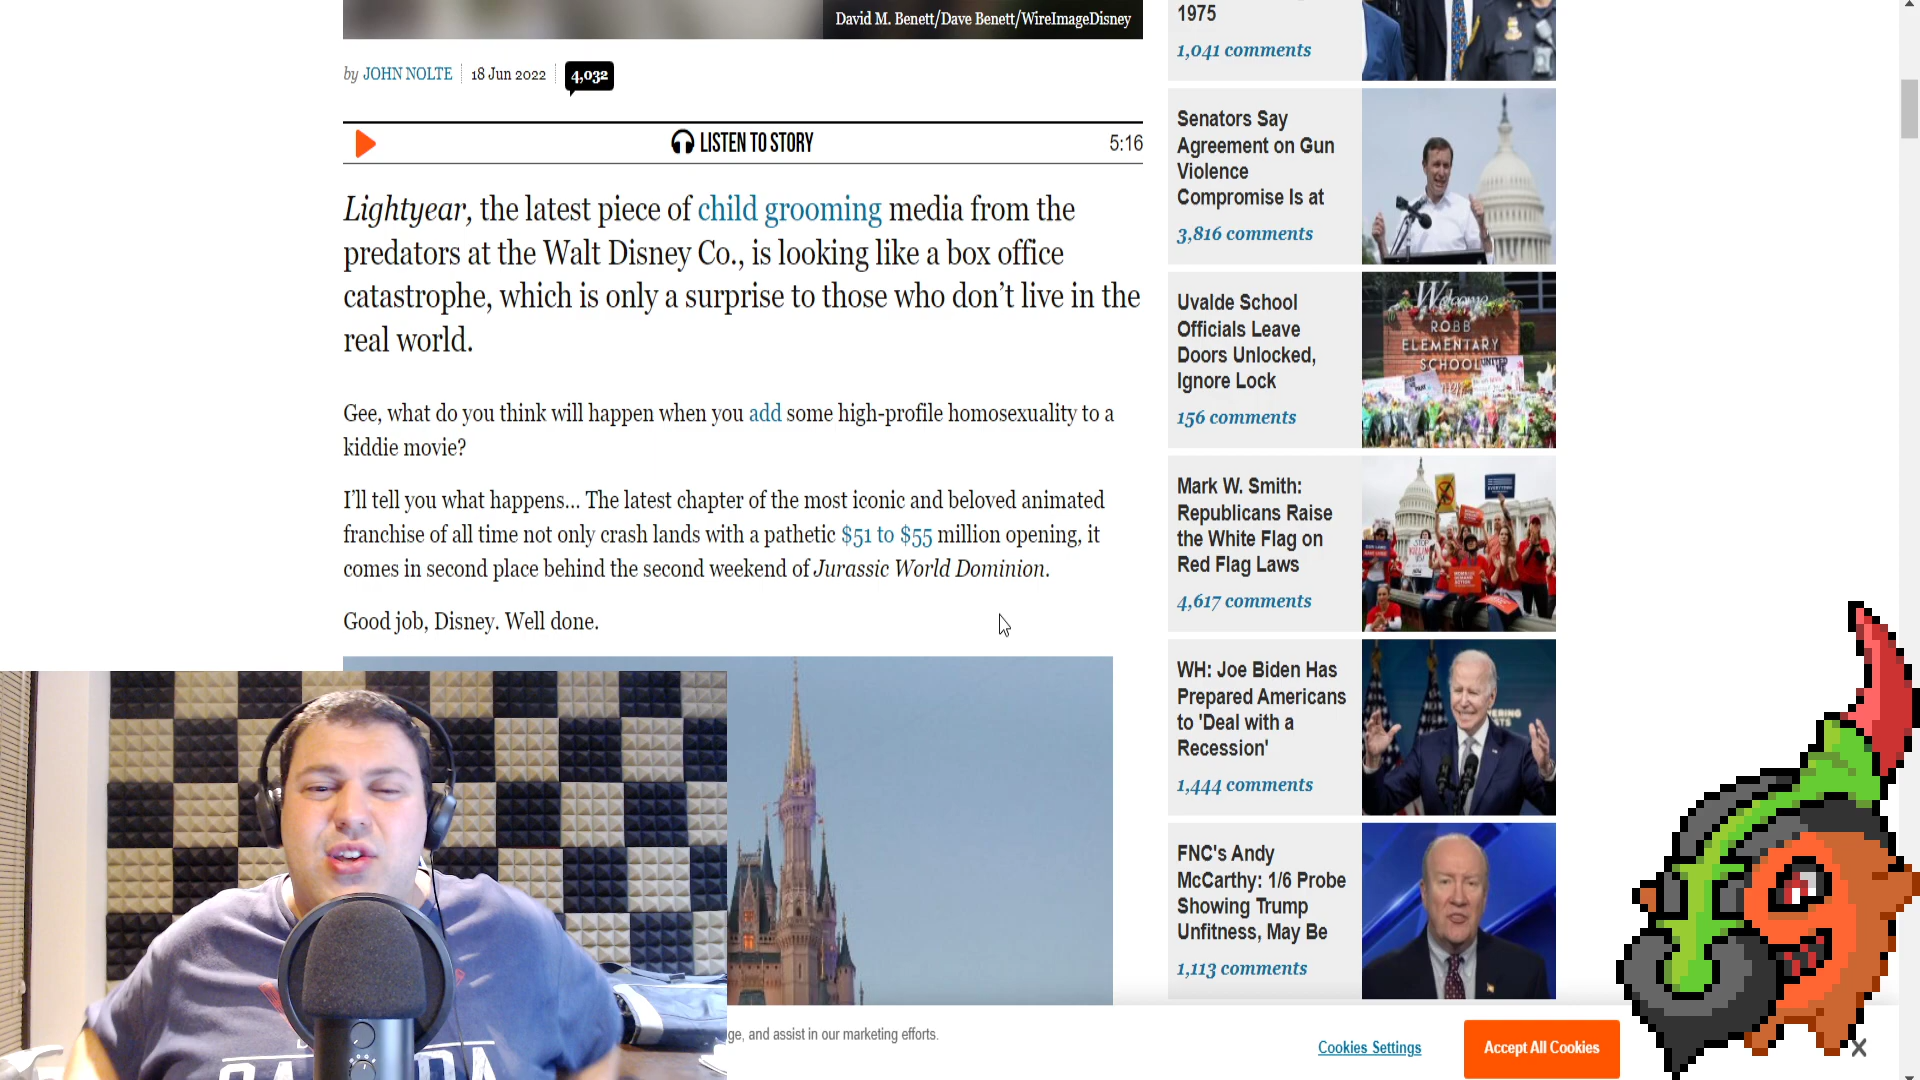 David M. Benett/Dave Benett/WireImageDisney
by JOHN NOLTE 18 Jun 2022 4,032
LISTEN TO STORY 5:16
Lightyear, the latest piece of child grooming media from the
predators at the Walt Disney Co., is looking like a box office
catastrophe, which is only a surprise to those who don't live in the
real world.
Gee, what do you think will happen when you add some high-profile homosexuality to a
kiddie movie?
I'll tell you what happens... The latest chapter of the most iconic and beloved animated
franchise of all time not only crash lands with a pathetic $51 to $55 million opening, it
comes in second place behind the second weekend of Jurassic World Dominion.
Good job, Disney. Well done.
1975
1,041 comments
Senators Say
Agreement on Gun
Violence
Compromise Is at
3,816 comments
Uvalde School
Officials Leave
Doors Unlocked,
Ignore Lock
156 comments
Welcome
ROBB
ELEMENTARY
SCHOOL
Mark W. Smith:
Republicans Raise
the White Flag on
Red Flag Laws
4,617 comments
WH: Joe Biden Has
Prepared Americans
to 'Deal with a
Recession'
1,444 comments
FNC's Andy
McCarthy: 1/6 Probe
Showing Trump
Unfitness, May Be
1,113 comments
ge, and assist in our marketing efforts.
Cookies Settings
Accept All Cookies